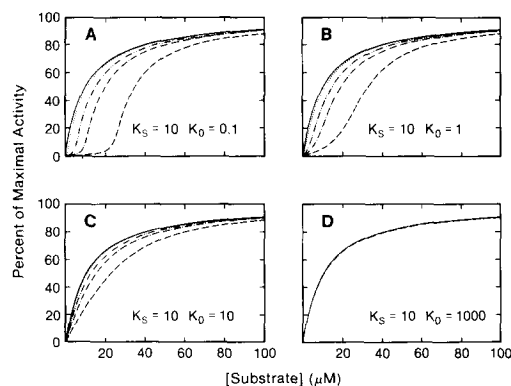 Percent of Maximal Activity
100
80
60
40
20
0
A
K_S = 10 K_0 = 0.1
B
K_S = 10 K_0 = 1
100
80
60
40
20
0
C
K_S = 10 K_0 = 10
D
K_S = 10 K_0 = 1000
20 40 60 80 100
20 40 60 80 100
[Substrate] (μM)